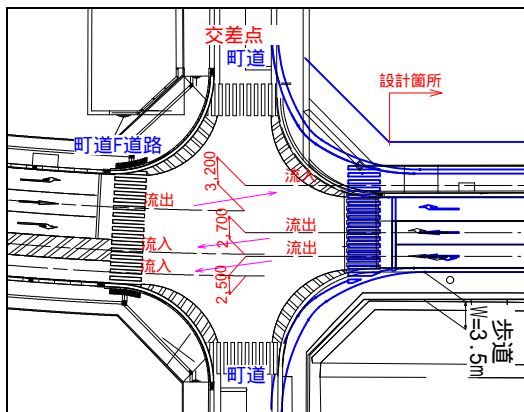 交差点
町道
設計箇所
町道F道路
3,200
流入
流出
2,700
流出
流入
流出
流入
2,500
歩道
W=3.5m
町道